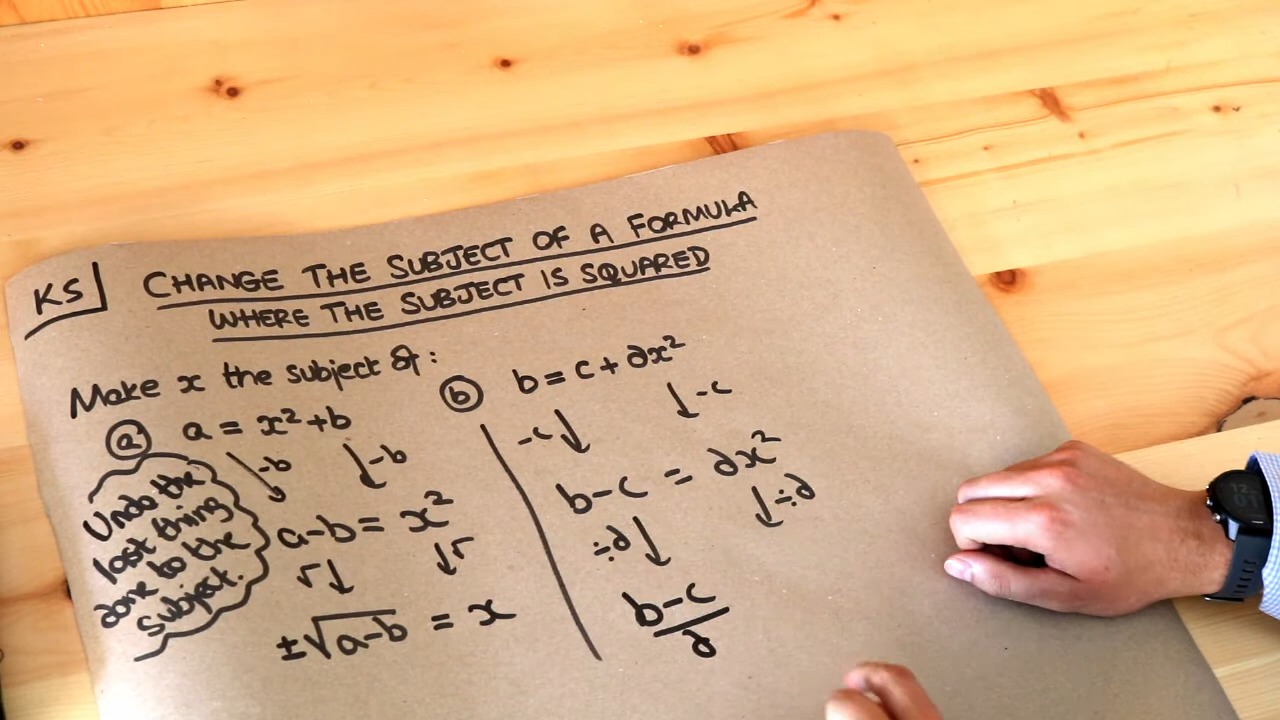 K5
CHANGE THE SUBJECT OF A FORMULA
WHERE THE SUBJECT IS SQUARED
Make x the subject of:
ⓐ a = x²+b
-b -b
a-b = x²
√ √
±√a-b = x
Undo the
last thing
done to the
subject.
ⓑ b = c + dx²
-c -c
b-c = dx²
÷d ÷d
b-c
d